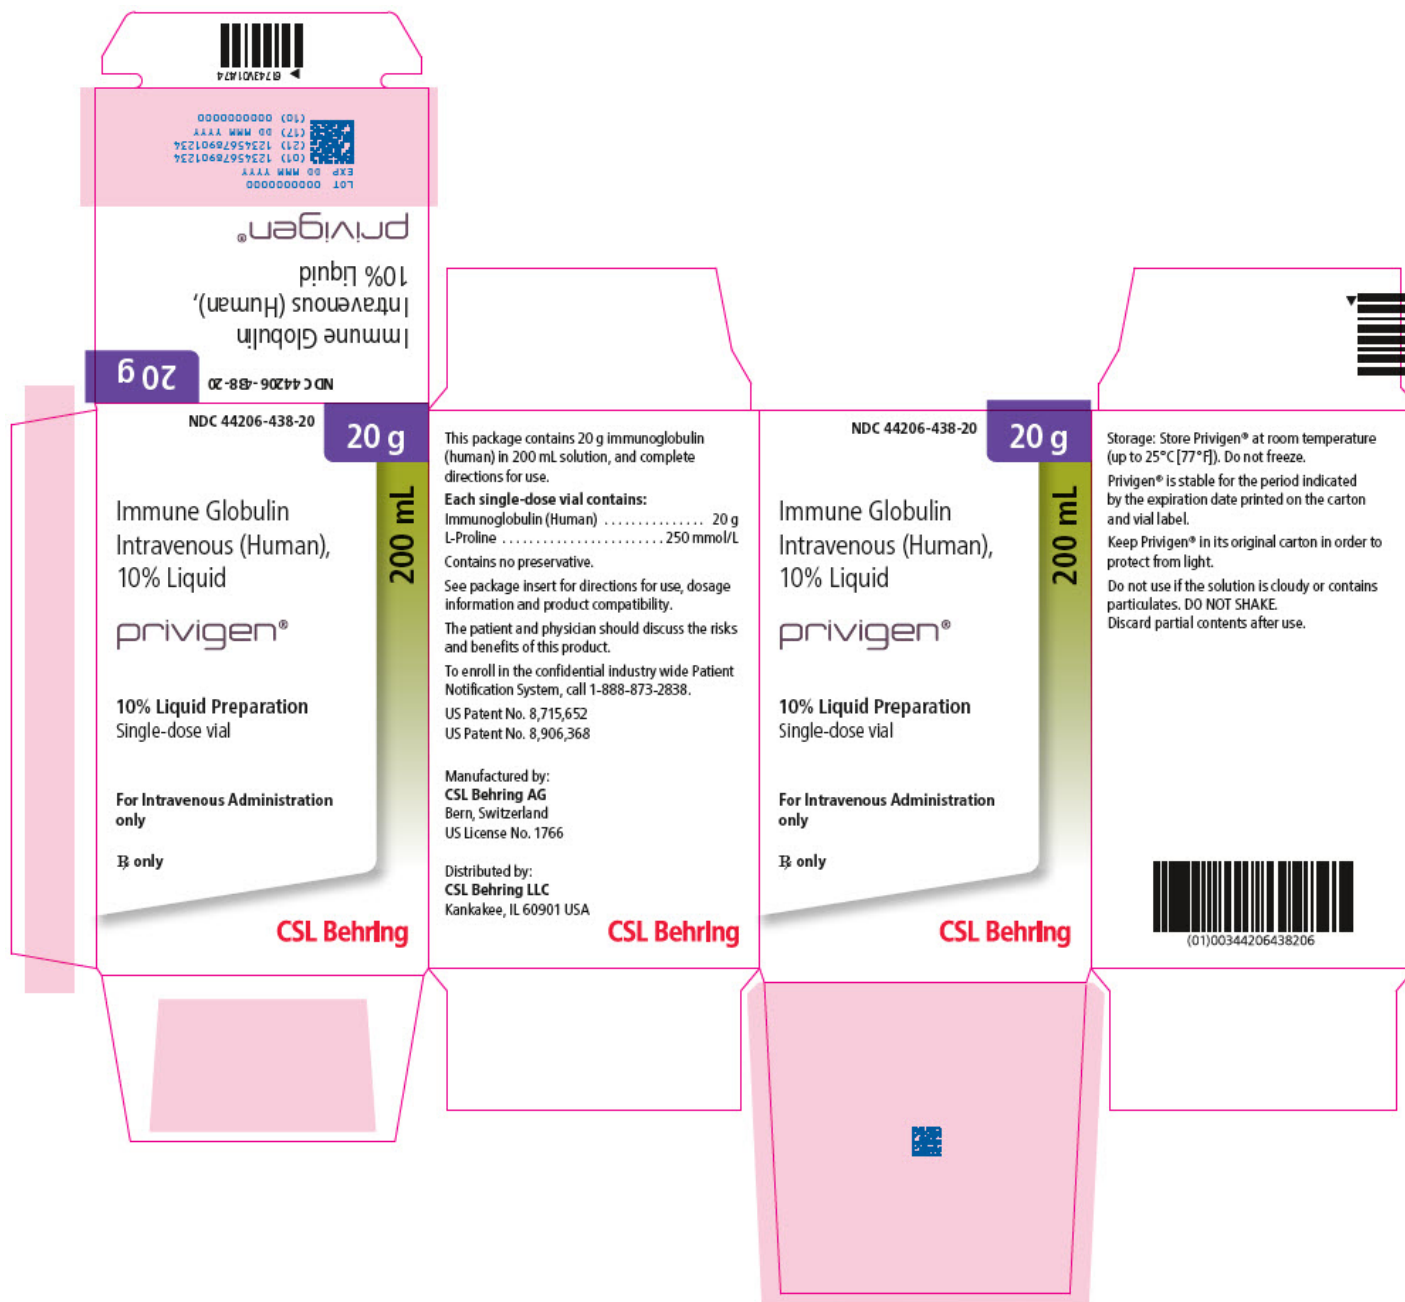 6I743V01A74
LOT 0000000000
EXP DD MMM YYYY
(01) 12345678901234
(21) 12345678901234
(17) DD MMM YYYY
(10) 0000000000
privigen®
Immune Globulin
Intravenous (Human),
10% Liquid
NDC 44206-438-20
20 g
NDC 44206-438-20
20 g
200 mL
Immune Globulin
Intravenous (Human),
10% Liquid
privigen®
10% Liquid Preparation
Single-dose vial
For Intravenous Administration
only
℞ only
CSL Behring
This package contains 20 g immunoglobulin
(human) in 200 mL solution, and complete
directions for use.
Each single-dose vial contains:
Immunoglobulin (Human) ............... 20 g
L-Proline ........................ 250 mmol/L
Contains no preservative.
See package insert for directions for use, dosage
information and product compatibility.
The patient and physician should discuss the risks
and benefits of this product.
To enroll in the confidential industry wide Patient
Notification System, call 1-888-873-2838.
US Patent No. 8,715,652
US Patent No. 8,906,368
Manufactured by:
CSL Behring AG
Bern, Switzerland
US License No. 1766
Distributed by:
CSL Behring LLC
Kankakee, IL 60901 USA
CSL Behring
NDC 44206-438-20
20 g
200 mL
Immune Globulin
Intravenous (Human),
10% Liquid
privigen®
10% Liquid Preparation
Single-dose vial
For Intravenous Administration
only
℞ only
CSL Behring
Storage: Store Privigen® at room temperature
(up to 25°C [77°F]). Do not freeze.
Privigen® is stable for the period indicated
by the expiration date printed on the carton
and vial label.
Keep Privigen® in its original carton in order to
protect from light.
Do not use if the solution is cloudy or contains
particulates. DO NOT SHAKE.
Discard partial contents after use.
(01)00344206438206